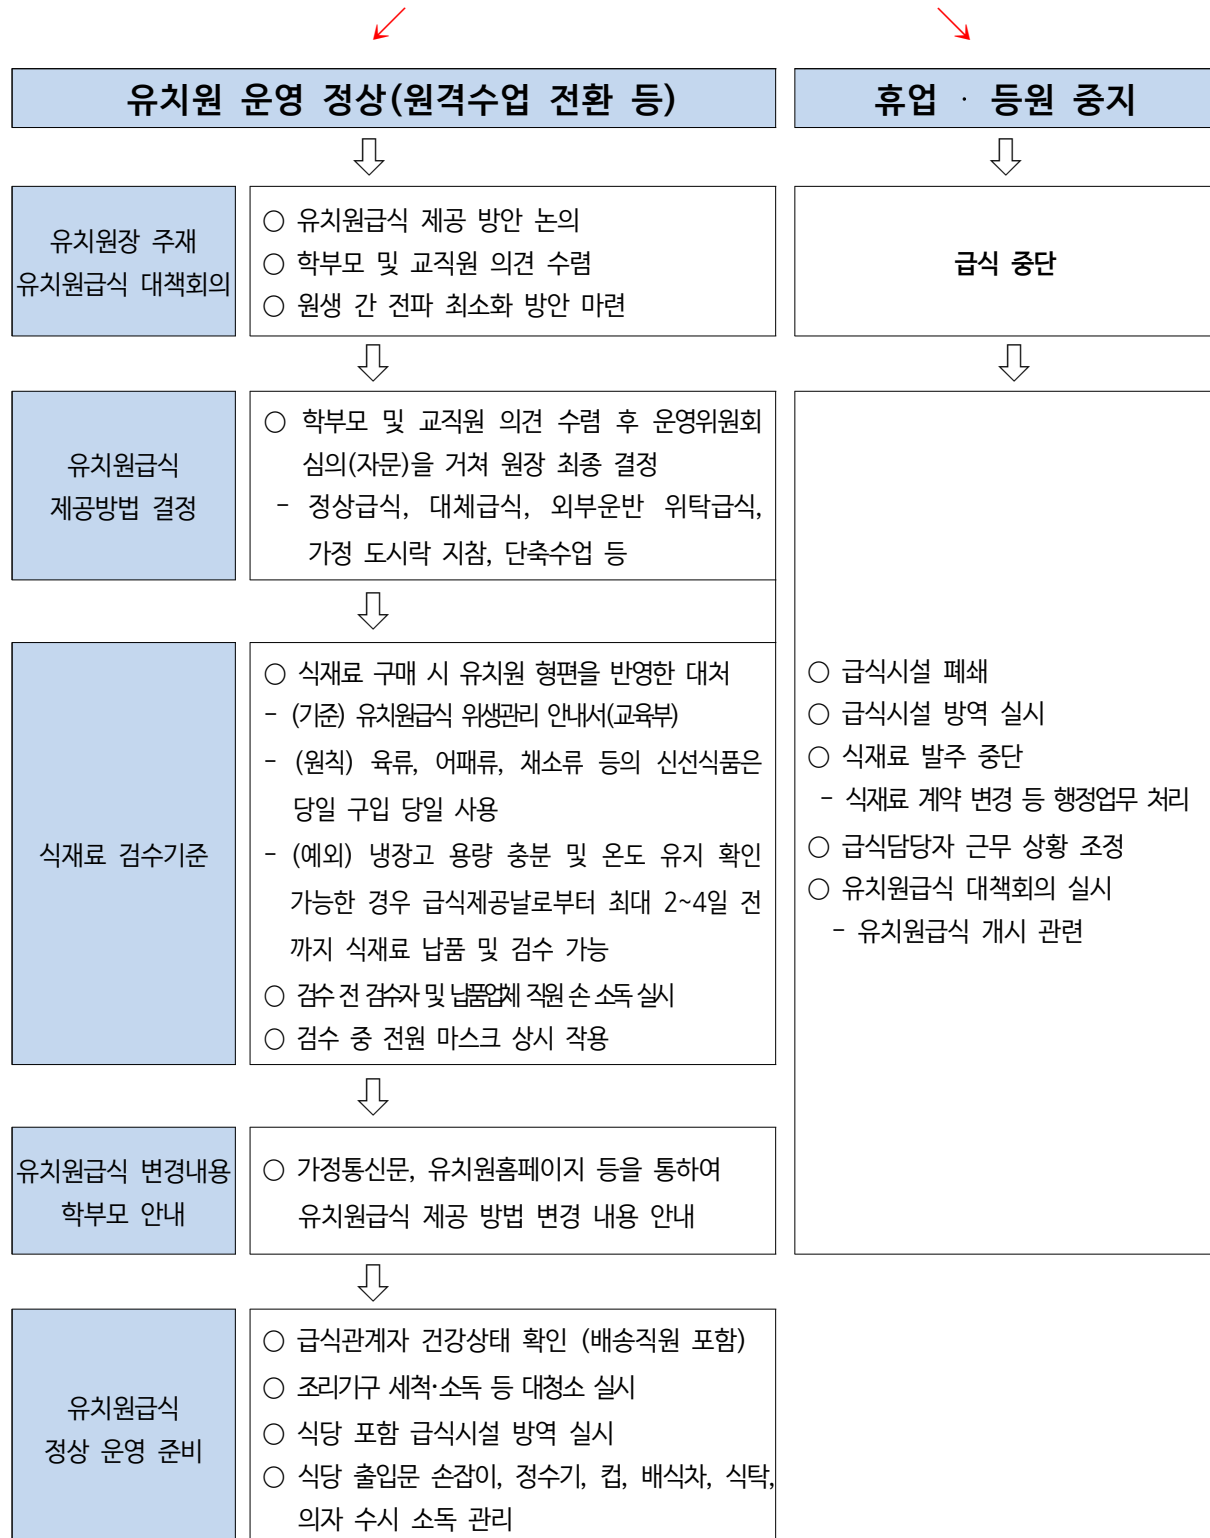 유치원 운영 정상(원격수업 전환 등)
유치원장 주재
유치원급식 대책회의
○ 유치원급식 제공 방안 논의
○ 학부모 및 교직원 의견 수렴
○ 원생 간 전파 최소화 방안 마련
유치원급식
제공방법 결정
○ 학부모 및 교직원 의견 수렴 후 운영위원회
심의(자문)을 거쳐 원장 최종 결정
- 정상급식, 대체급식, 외부운반 위탁급식,
가정 도시락 지참, 단축수업 등
식재료 검수기준
○ 식재료 구매 시 유치원 형편을 반영한 대처
- (기준) 유치원급식 위생관리 안내서(교육부)
- (원칙) 육류, 어패류, 채소류 등의 신선식품은
당일 구입 당일 사용
- (예외) 냉장고 용량 충분 및 온도 유지 확인
가능한 경우 급식제공날로부터 최대 2~4일 전
까지 식재료 납품 및 검수 가능
○ 검수 전 검수자 및 납품업체 직원 손 소독 실시
○ 검수 중 전원 마스크 상시 작용
유치원급식 변경내용
학부모 안내
○ 가정통신문, 유치원홈페이지 등을 통하여
유치원급식 제공 방법 변경 내용 안내
유치원급식
정상 운영 준비
○ 급식관계자 건강상태 확인 (배송직원 포함)
○ 조리기구 세척·소독 등 대청소 실시
○ 식당 포함 급식시설 방역 실시
○ 식당 출입문 손잡이, 정수기, 컵, 배식차, 식탁,
의자 수시 소독 관리
휴업 · 등원 중지
급식 중단
○ 급식시설 폐쇄
○ 급식시설 방역 실시
○ 식재료 발주 중단
- 식재료 계약 변경 등 행정업무 처리
○ 급식담당자 근무 상황 조정
○ 유치원급식 대책회의 실시
- 유치원급식 개시 관련